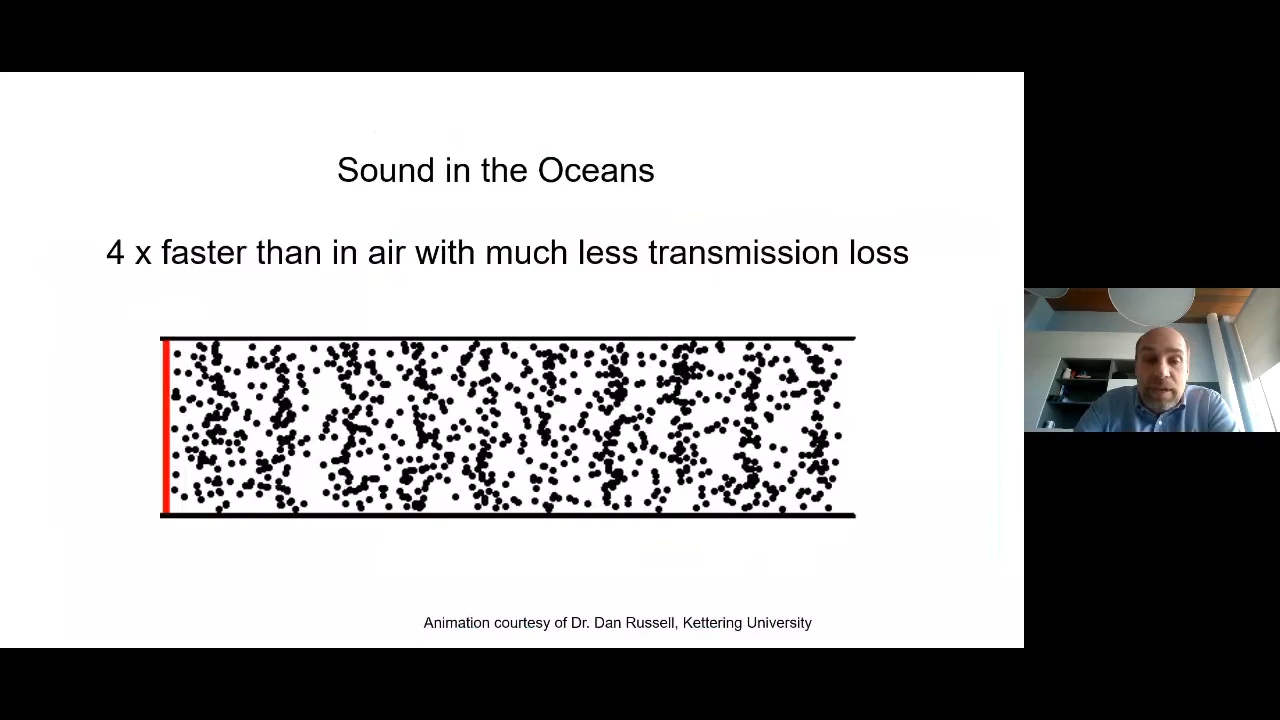 Sound in the Oceans
4 x faster than in air with much less transmission loss
Animation courtesy of Dr. Dan Russell, Kettering University